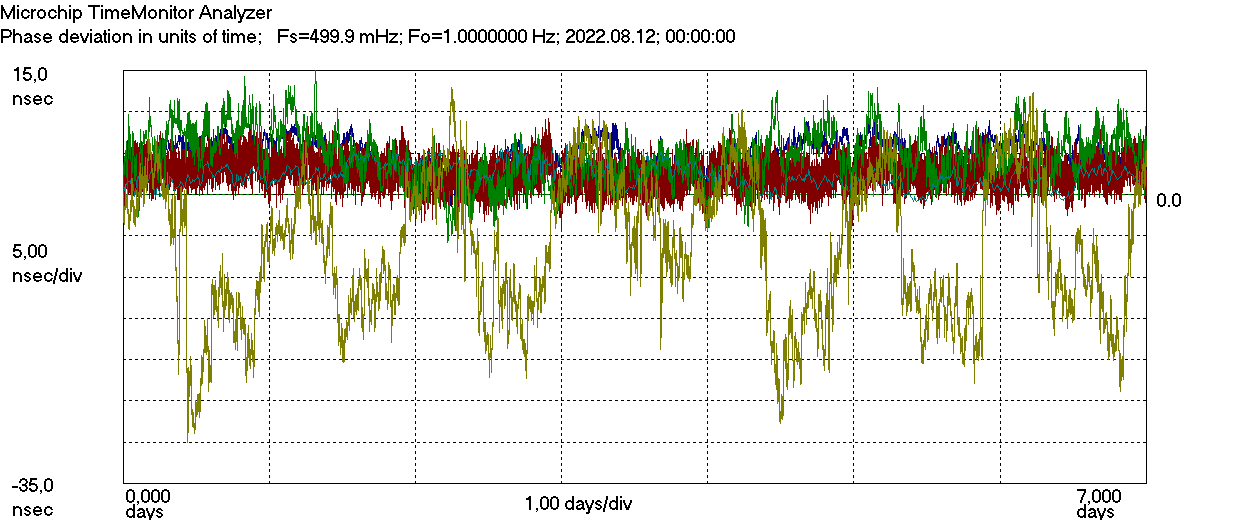 Microchip TimeMonitor Analyzer
Phase deviation in units of time;   Fs=499.9 mHz; Fo=1.0000000 Hz; 2022.08.12; 00:00:00
15,0
nsec
0.0
5,00
nsec/div
-35,0
nsec
0,000
days
1,00 days/div
7,000
days